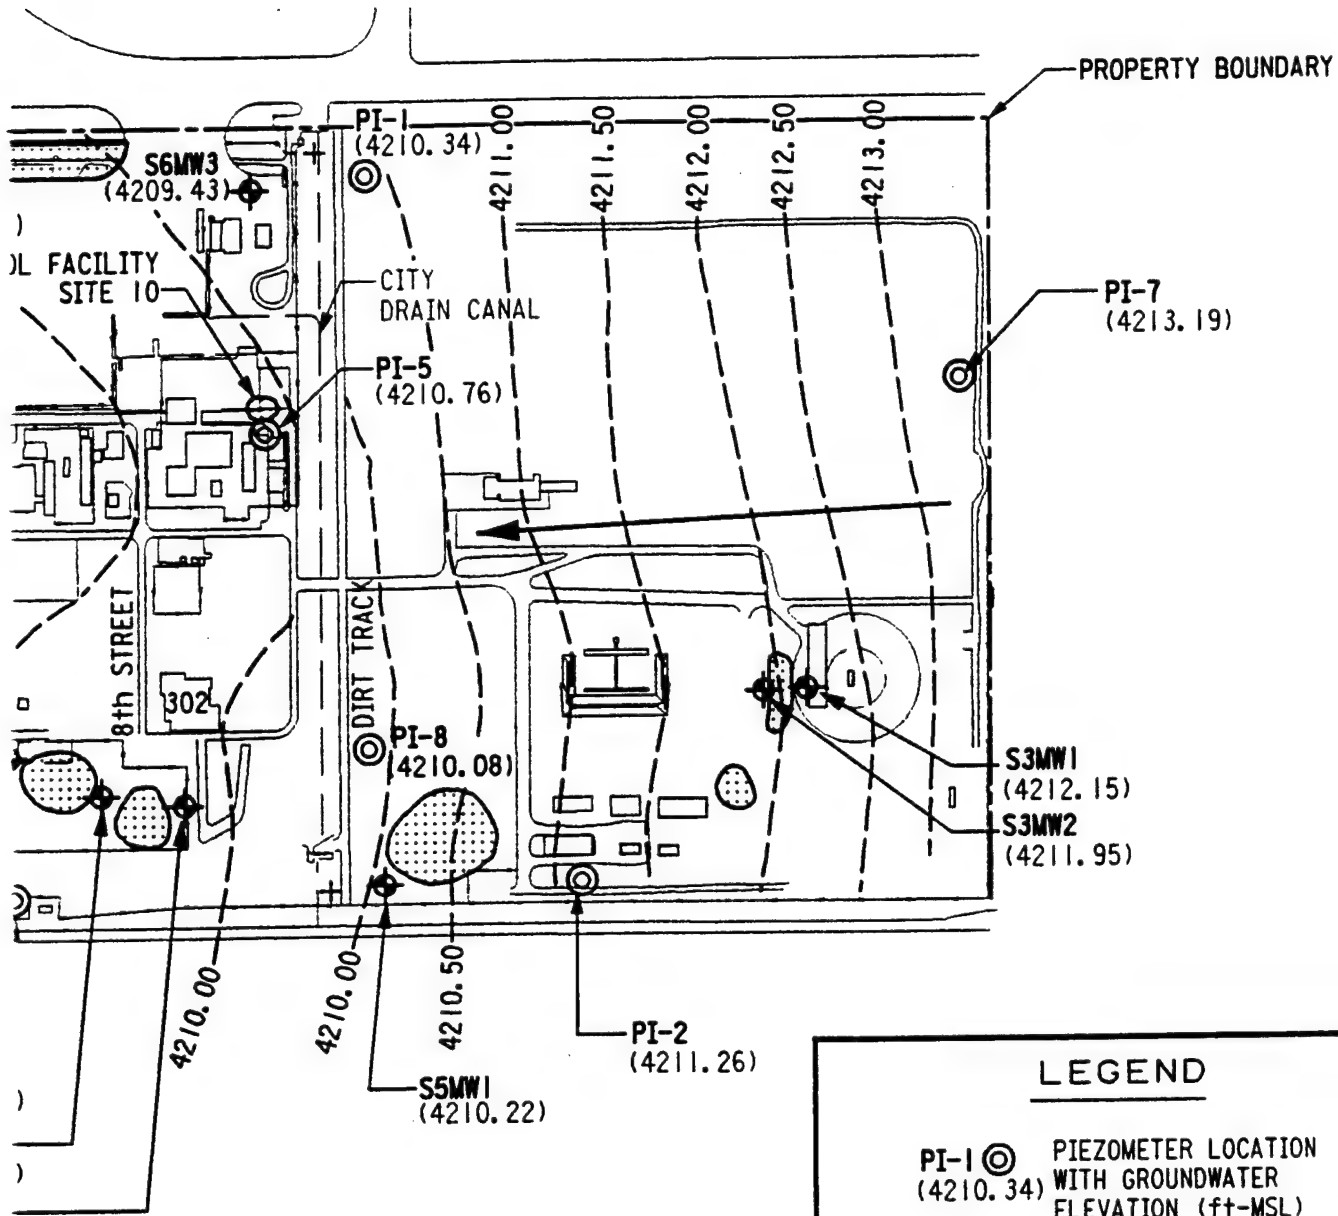 PROPERTY BOUNDARY
PI-1
(4210.34)
4211.00
4211.50
4212.00
4212.50
4213.00
S6MW3
(4209.43)
)
OL FACILITY
SITE 10
CITY
DRAIN CANAL
PI-7
(4213.19)
PI-5
(4210.76)
8th STREET
DIRT TRACK
302
PI-8
(4210.08)
S3MW1
(4212.15)
S3MW2
(4211.95)
4210.00
4210.00
4210.50
PI-2
(4211.26)
S5MW1
(4210.22)
)
)
LEGEND
PI-1
(4210.34)
PIEZOMETER LOCATION
WITH GROUNDWATER
ELEVATION (ft-MSL)